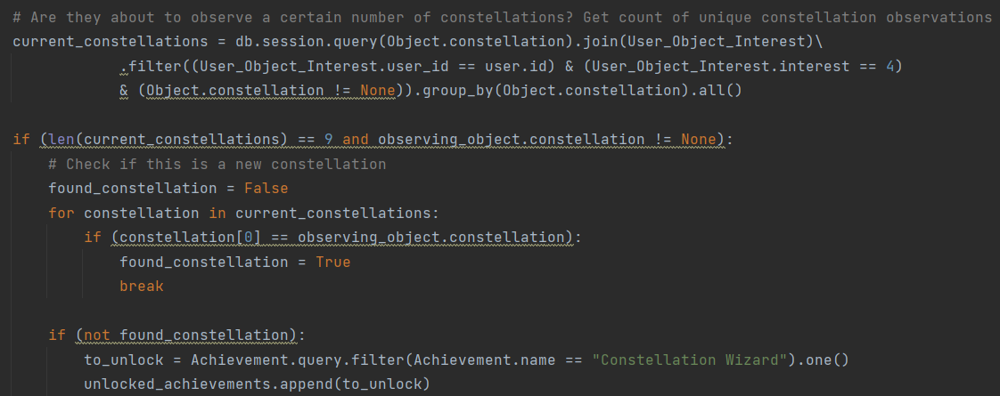 # Are they about to observe a certain number of constellations? Get count of unique constellation observations
current_constellations = db.session.query(Object.constellation).join(User_Object_Interest)\
.filter((User_Object_Interest.user_id == user.id) & (User_Object_Interest.interest == 4)
& (Object.constellation != None)).group_by(Object.constellation).all()
if (len(current_constellations) == 9 and observing_object.constellation != None):
# Check if this is a new constellation
found_constellation = False
for constellation in current_constellations:
if (constellation[0] == observing_object.constellation):
found_constellation = True
break
if (not found_constellation):
to_unlock = Achievement.query.filter(Achievement.name == "Constellation Wizard").one()
unlocked_achievements.append(to_unlock)